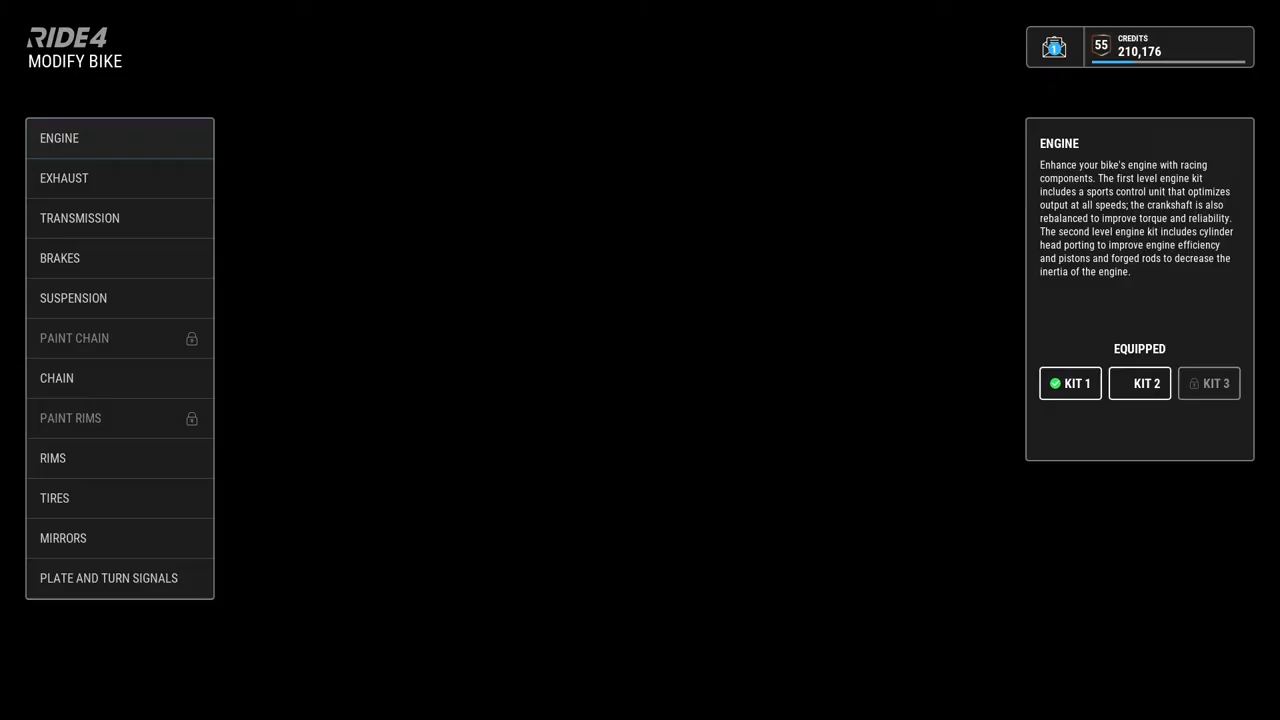 RIDE4
MODIFY BIKE
1
55
CREDITS
210,176
ENGINE
EXHAUST
TRANSMISSION
BRAKES
SUSPENSION
PAINT CHAIN
CHAIN
PAINT RIMS
RIMS
TIRES
MIRRORS
PLATE AND TURN SIGNALS
ENGINE
Enhance your bike's engine with racing
components. The first level engine kit
includes a sports control unit that optimizes
output at all speeds; the crankshaft is also
rebalanced to improve torque and reliability.
The second level engine kit includes cylinder
head porting to improve engine efficiency
and pistons and forged rods to decrease the
inertia of the engine.
EQUIPPED
KIT 1
KIT 2
KIT 3